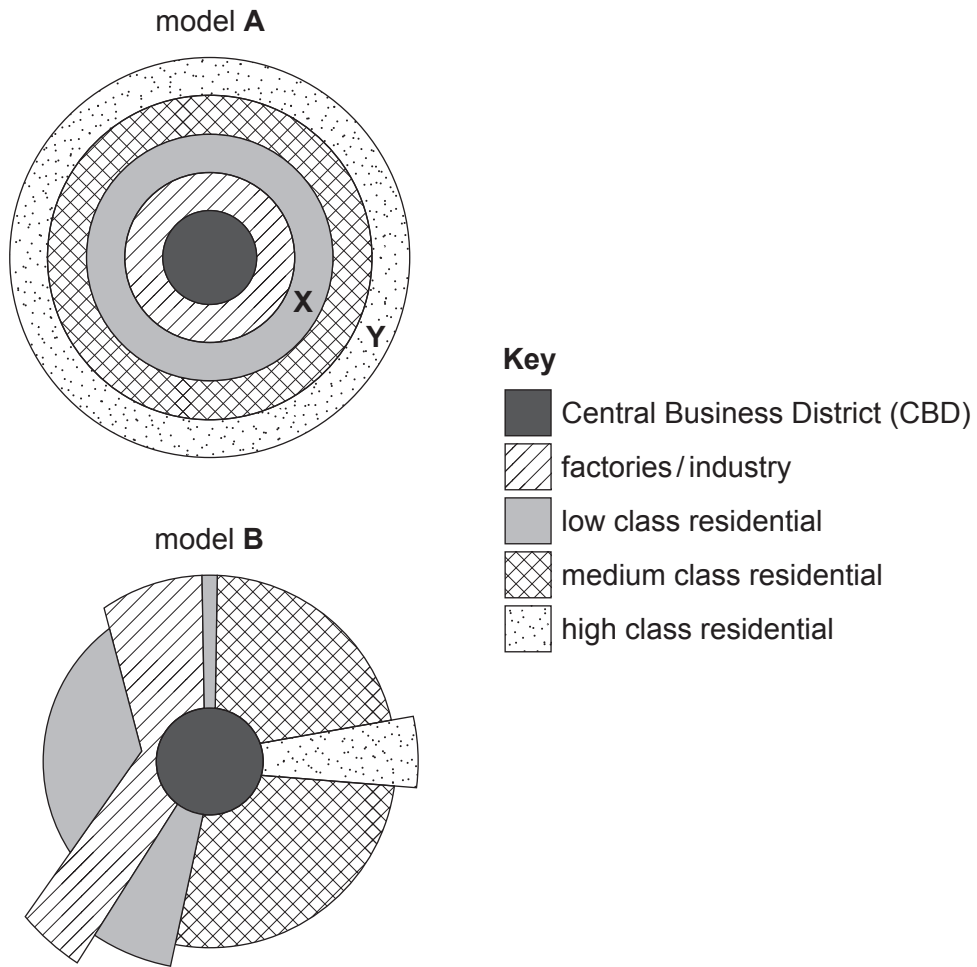 model A
X
Y
Key
Central Business District (CBD)
factories / industry
low class residential
medium class residential
high class residential
model B